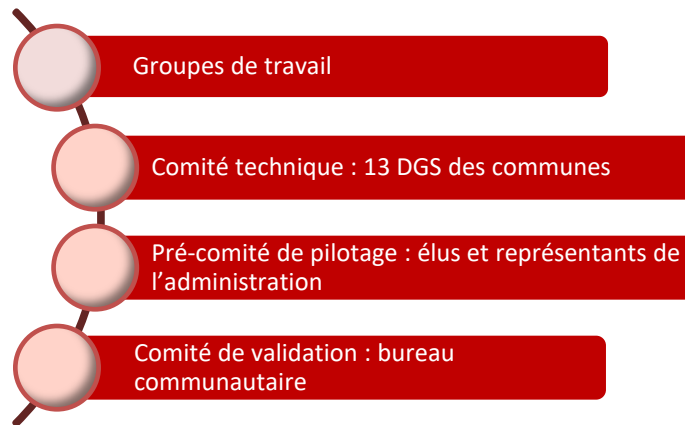 Groupes de travail
Comité technique : 13 DGS des communes
Pré-comité de pilotage : élus et représentants de
l’administration
Comité de validation : bureau
communautaire